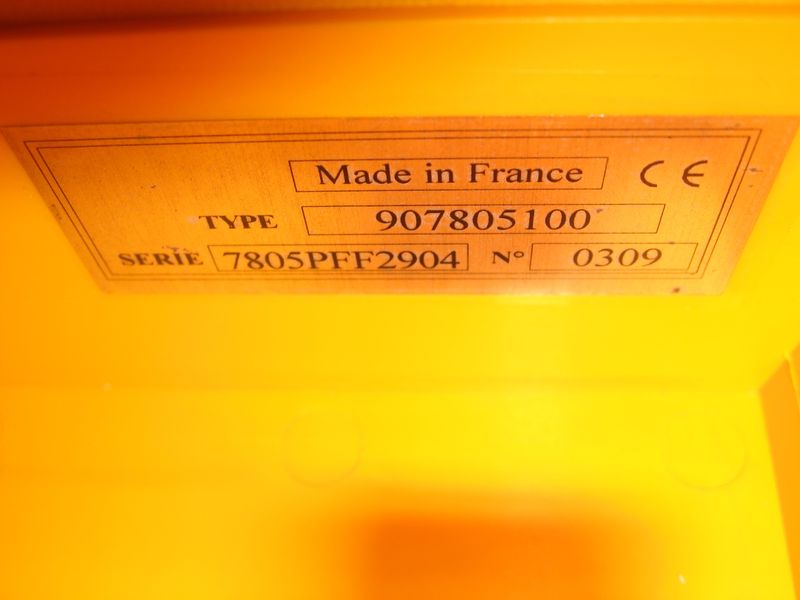 Made in France CE
TYPE 907805100
SERIE 7805PFF2904 N° 0309